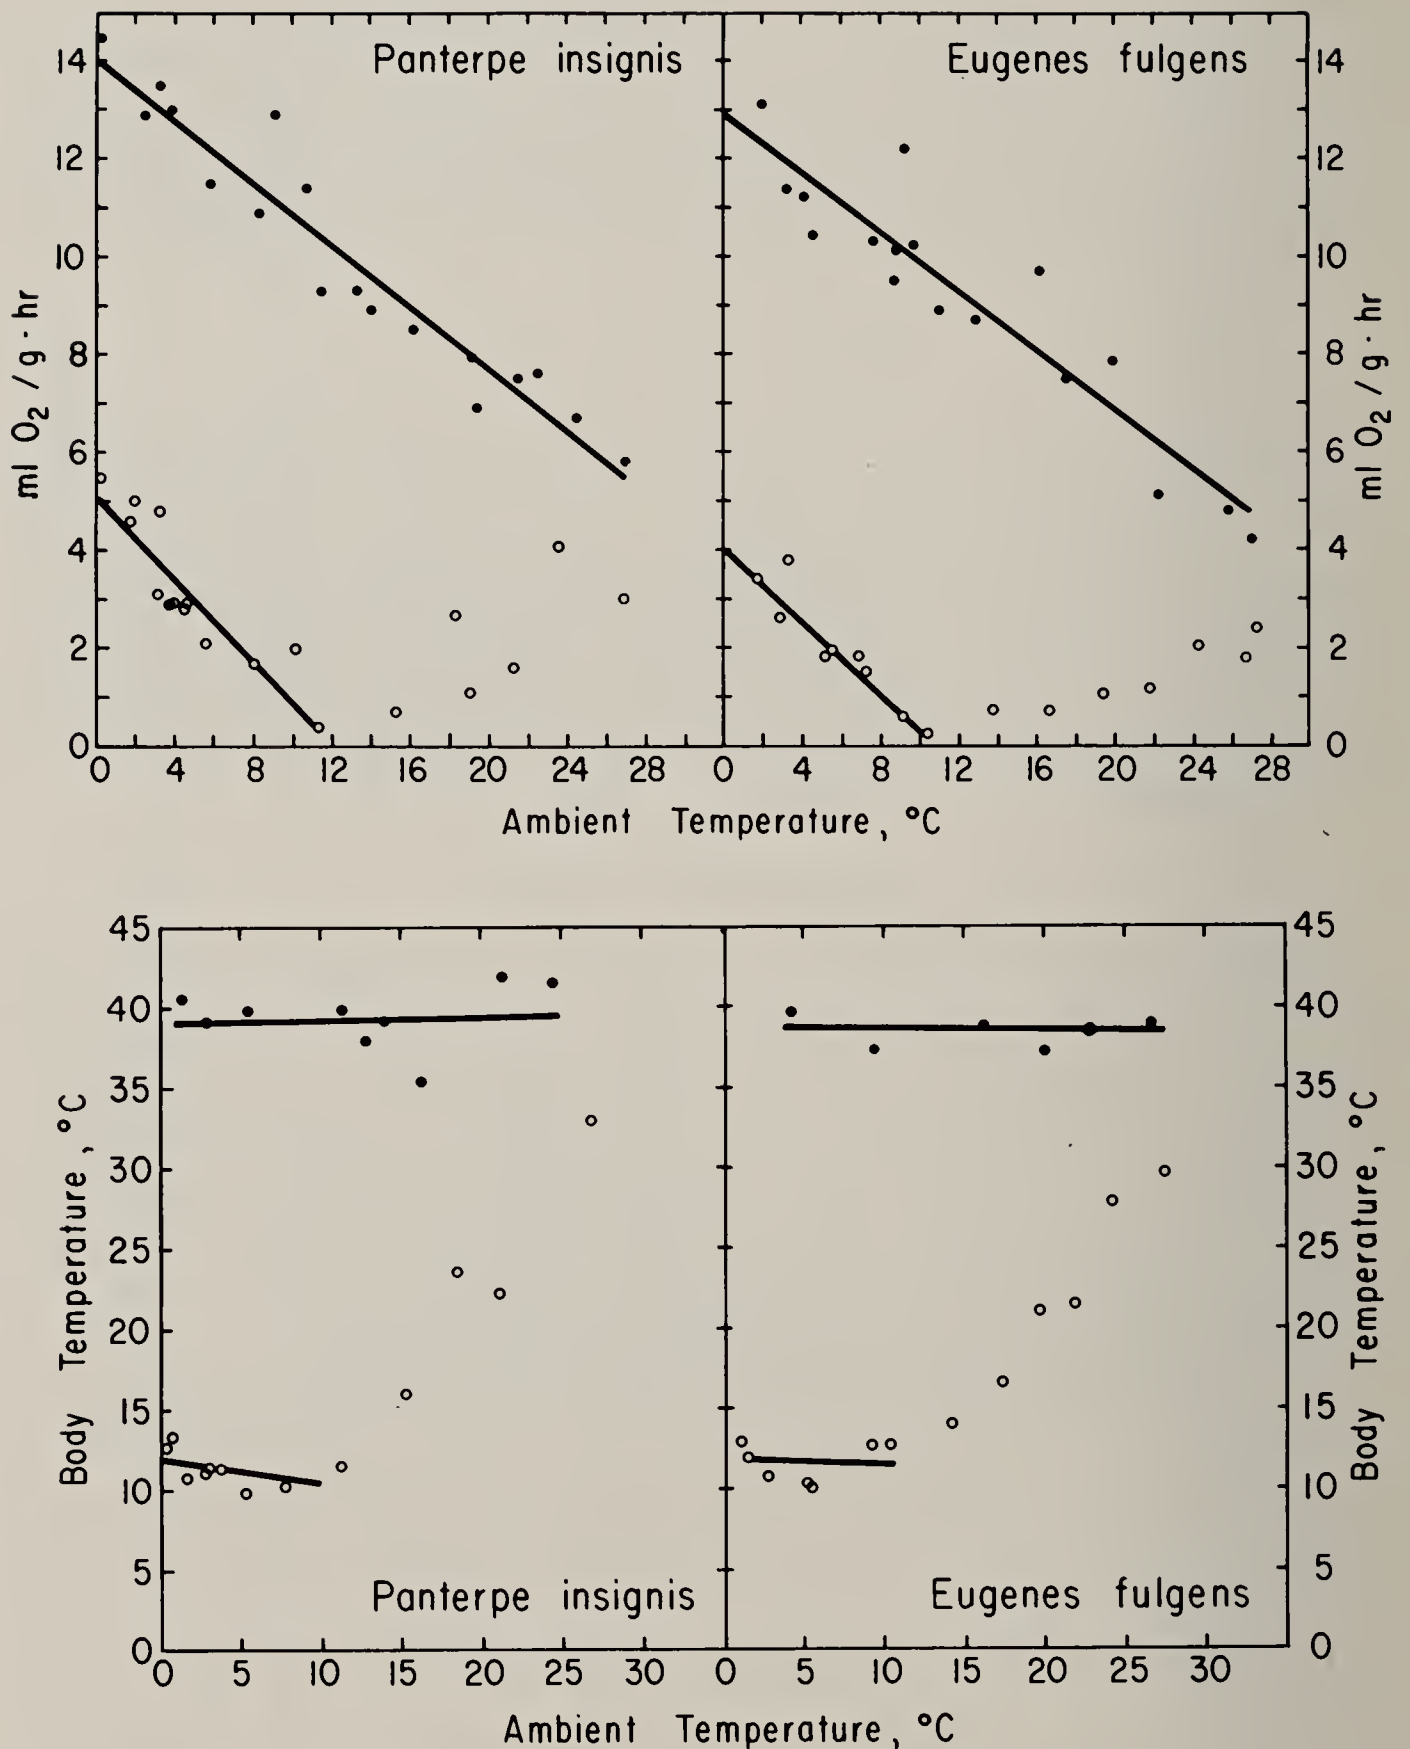 Panterpe insignis
Eugenes fulgens
14
12
10
8
6
4
2
0
14
12
10
8
6
4
2
0
ml O₂ / g · hr
ml O₂ / g · hr
0 4 8 12 16 20 24 28
0 4 8 12 16 20 24 28
Ambient Temperature, °C
45
40
35
30
25
20
15
10
5
0
45
40
35
30
25
20
15
10
5
0
Body Temperature, °C
Body Temperature, °C
Panterpe insignis
Eugenes fulgens
0 5 10 15 20 25 30
0 5 10 15 20 25 30
Ambient Temperature, °C